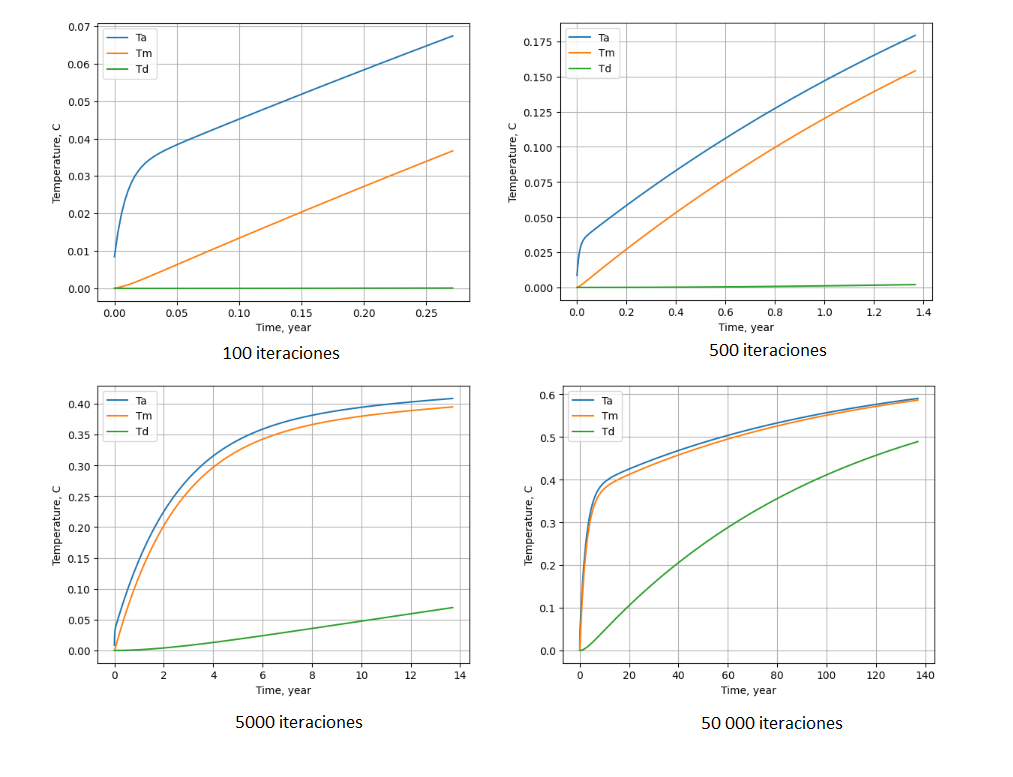 0.07
0.06
0.05
0.04
0.03
0.02
0.01
0.00
Temperature, C
Ta
Tm
Td
0.00 0.05 0.10 0.15 0.20 0.25
Time, year
100 iteraciones
0.175
0.150
0.125
0.100
0.075
0.050
0.025
0.000
Temperature, C
Ta
Tm
Td
0.0 0.2 0.4 0.6 0.8 1.0 1.2 1.4
Time, year
500 iteraciones
0.40
0.35
0.30
0.25
0.20
0.15
0.10
0.05
0.00
Temperature, C
Ta
Tm
Td
0 2 4 6 8 10 12 14
Time, year
5000 iteraciones
0.6
0.5
0.4
0.3
0.2
0.1
0.0
Temperature, C
Ta
Tm
Td
0 20 40 60 80 100 120 140
Time, year
50 000 iteraciones